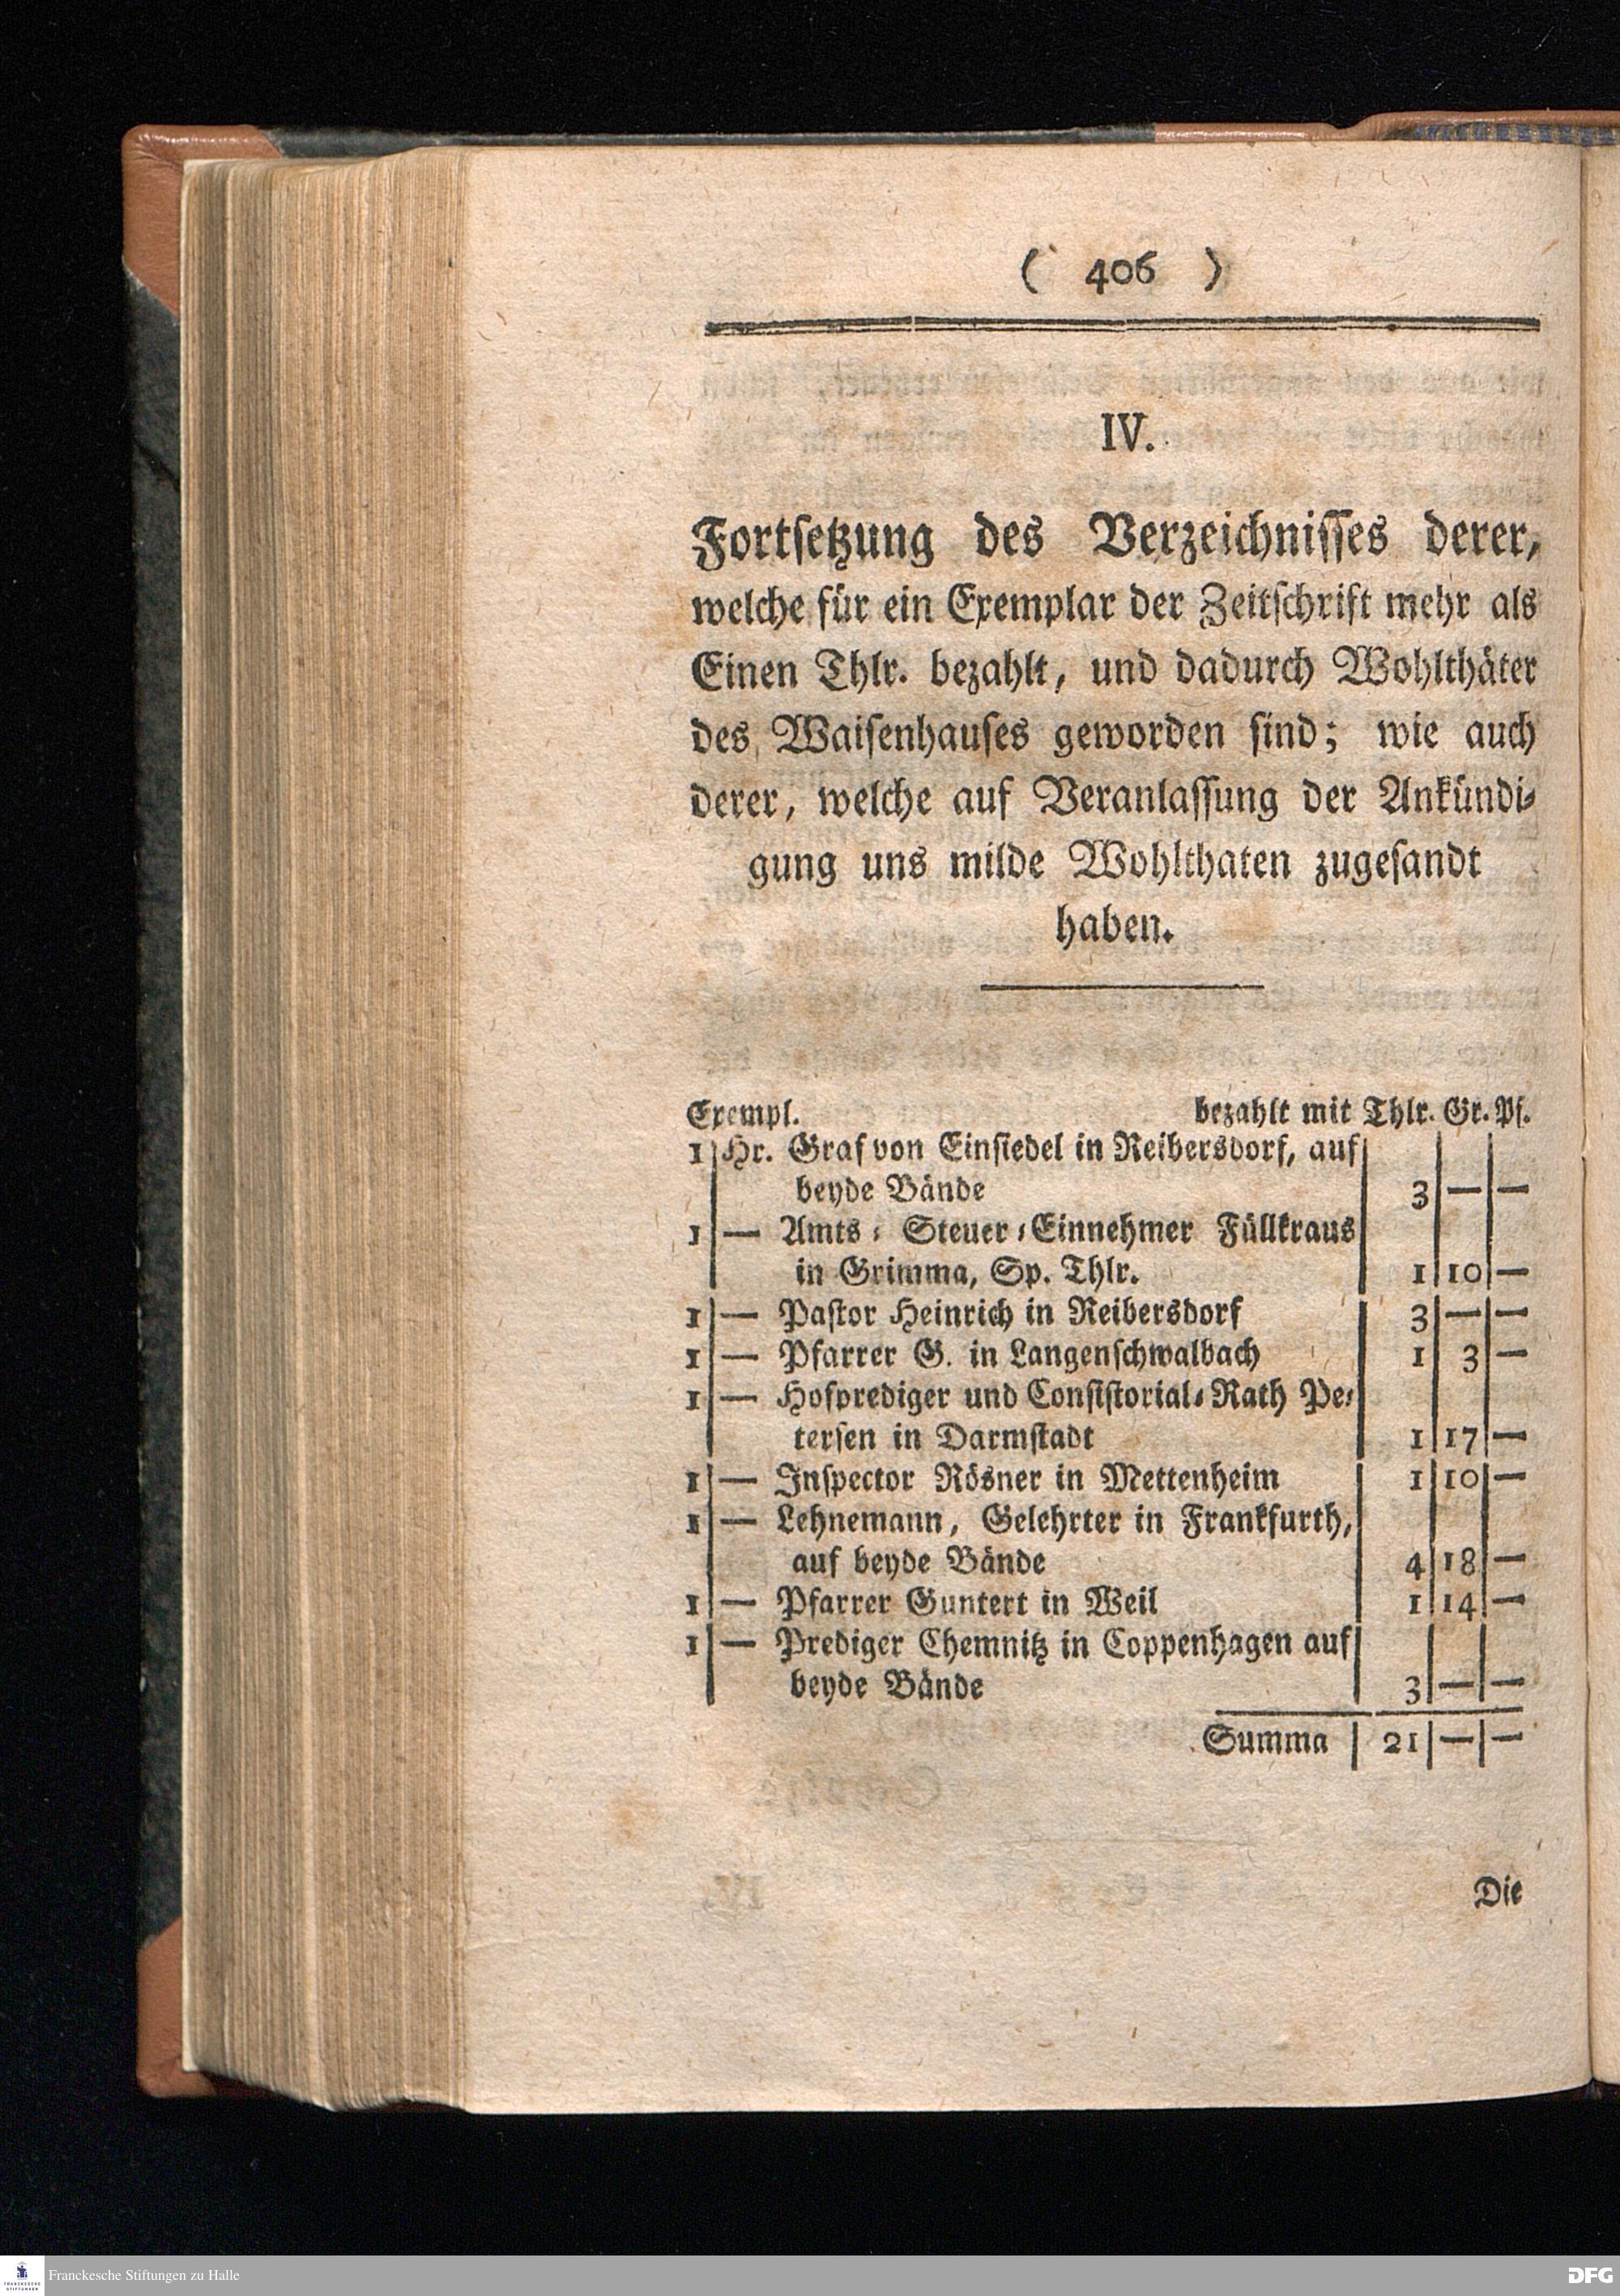 ( 406 )
IV.
Fortsetzung des Verzeichnisses derer,
welche für ein Exemplar der Zeitschrift mehr als
Einen Thlr. bezahlt, und dadurch Wohlthäter
des Waisenhauses geworden sind; wie auch
derer, welche auf Veranlassung der Ankündi-
gung uns milde Wohlthaten zugesandt
haben.
Exempl. bezahlt mit Thlr. Gr. Pf.
1 Hr. Graf von Einsiedel in Reibersdorf, auf
beyde Bände 3 — —
1 — Amts-Steuer-Einnehmer Füllkraus
in Grimma, Sp. Thlr. 1 10 —
1 — Pastor Heinrich in Reibersdorf 3 — —
1 — Pfarrer G. in Langenschwalbach 1 3 —
1 — Hofprediger und Consistorial-Rath Pe-
tersen in Darmstadt 1 17 —
1 — Inspector Rösner in Mettenheim 1 10 —
1 — Lehnemann, Gelehrter in Frankfurth,
auf beyde Bände 4 18 —
1 — Pfarrer Guntert in Weil 1 14 —
1 — Prediger Chemnitz in Coppenhagen auf
beyde Bände 3 — —
Summa 21 — —
Die
FRANCKESCHE STIFTUNGEN
Franckesche Stiftungen zu Halle
DFG